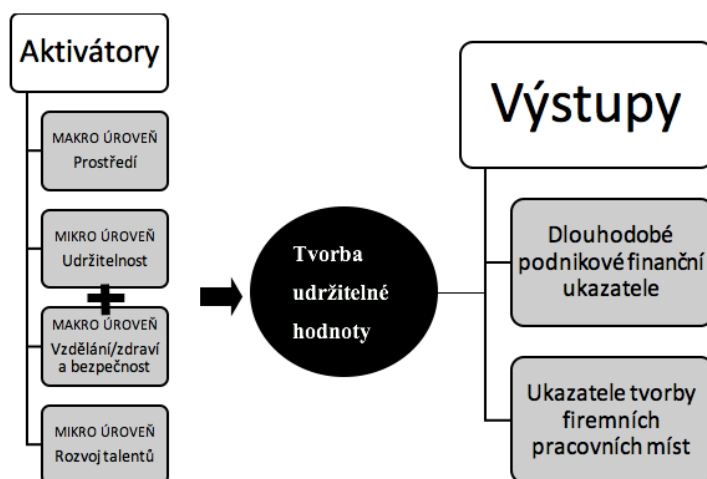 Aktivátory
MAKRO ÚROVEŇ
Prostředí
MIKRO ÚROVEŇ
Udržitelnost
MAKRO ÚROVEŇ
Vzdělání/zdraví
a bezpečnost
MIKRO ÚROVEŇ
Rozvoj talentů
Tvorba
udržitelné
hodnoty
Výstupy
Dlouhodobé
podnikové finanční
ukazatele
Ukazatele tvorby
firemních
pracovních míst